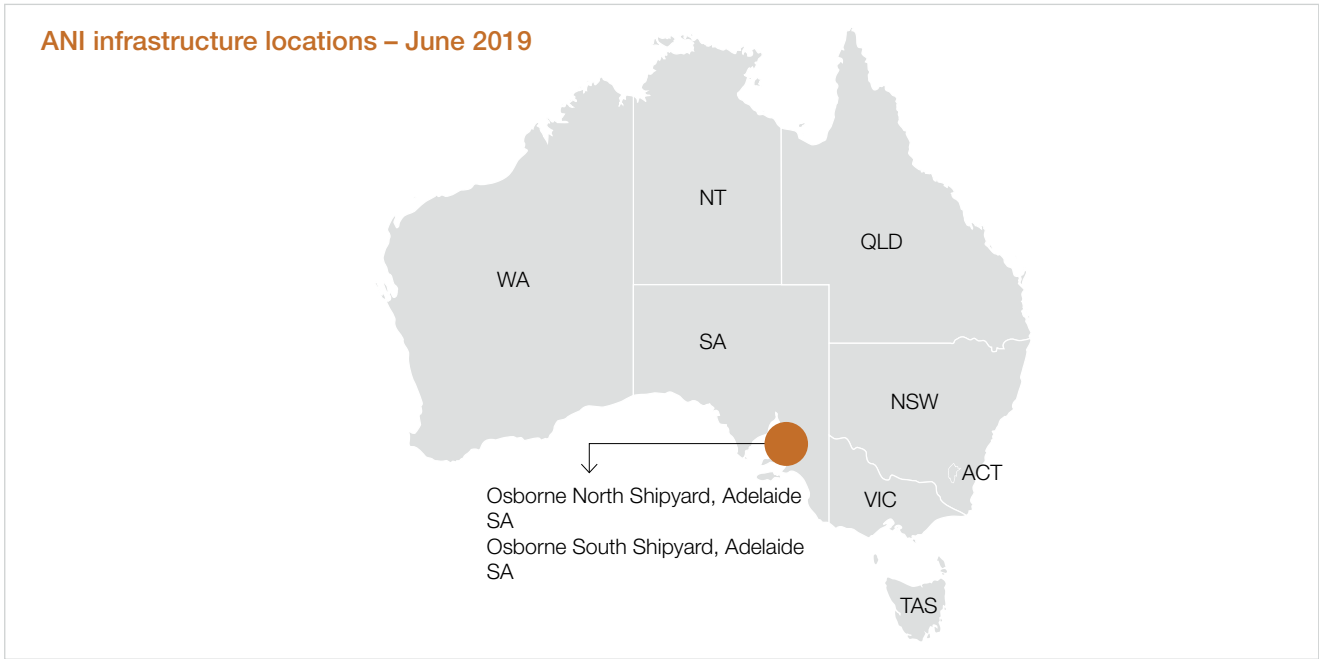 ANI infrastructure locations – June 2019
NT
QLD
WA
SA
NSW
ACT
VIC
Osborne North Shipyard, Adelaide
SA
Osborne South Shipyard, Adelaide
SA
TAS